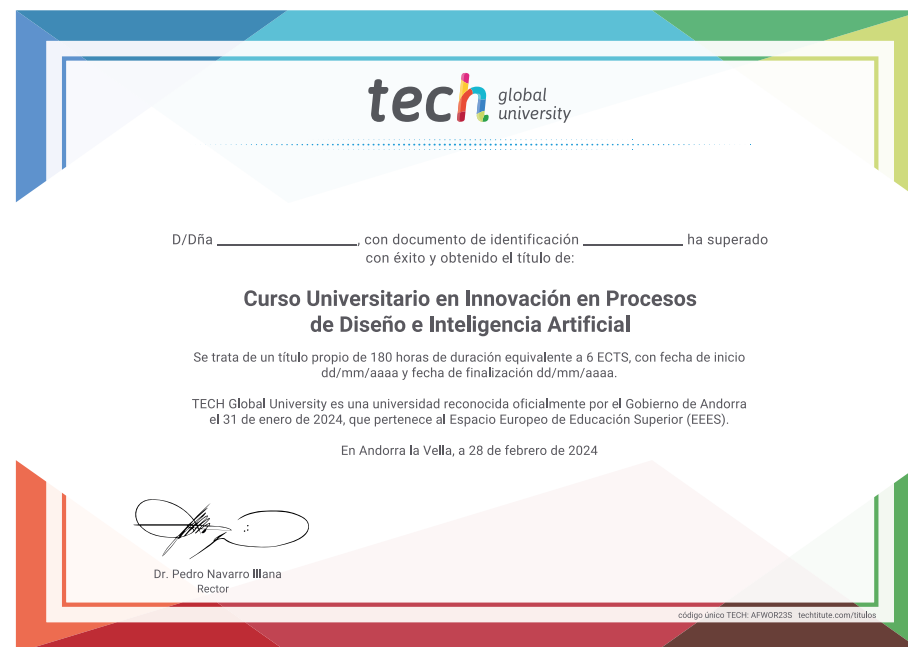 tech global university
D/Dña ____________________, con documento de identificación ______________ ha superado
con éxito y obtenido el título de:
Curso Universitario en Innovación en Procesos
de Diseño e Inteligencia Artificial
Se trata de un título propio de 180 horas de duración equivalente a 6 ECTS, con fecha de inicio
dd/mm/aaaa y fecha de finalización dd/mm/aaaa.
TECH Global University es una universidad reconocida oficialmente por el Gobierno de Andorra
el 31 de enero de 2024, que pertenece al Espacio Europeo de Educación Superior (EEES).
En Andorra la Vella, a 28 de febrero de 2024
Dr. Pedro Navarro Illana
Rector
código único TECH: AFWOR23S techtitute.com/titulos